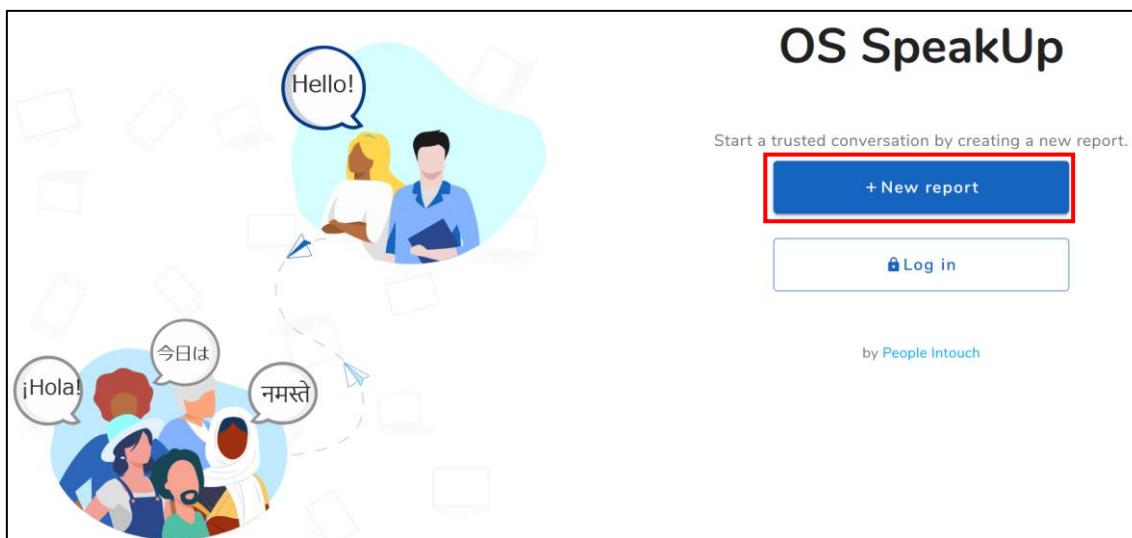 OS SpeakUp
Hello!
Start a trusted conversation by creating a new report.
+ New report
Log in
by People Intouch
今日は
¡Hola!
नमस्ते